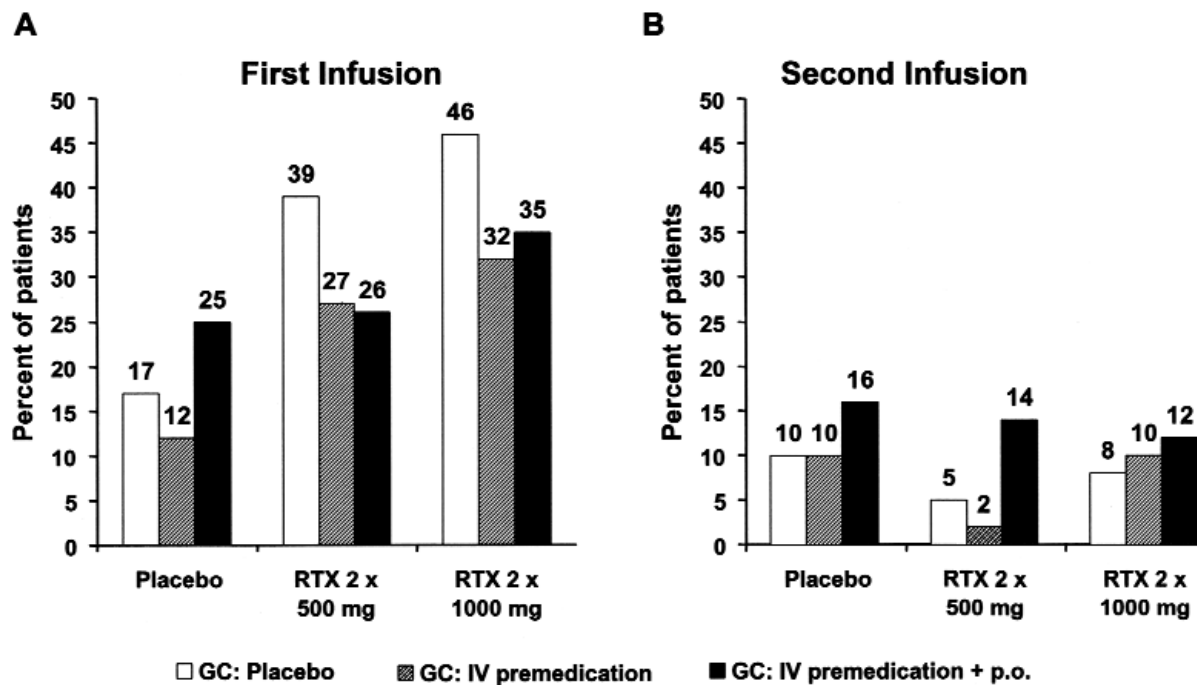 A
First Infusion
Percent of patients
50
45
40
35
30
25
20
15
10
5
0
17
12
25
39
27
26
46
32
35
Placebo
RTX 2 x
500 mg
RTX 2 x
1000 mg
B
Second Infusion
Percent of patients
50
45
40
35
30
25
20
15
10
5
0
10
10
16
5
2
14
8
10
12
Placebo
RTX 2 x
500 mg
RTX 2 x
1000 mg
GC: Placebo
GC: IV premedication
GC: IV premedication + p.o.